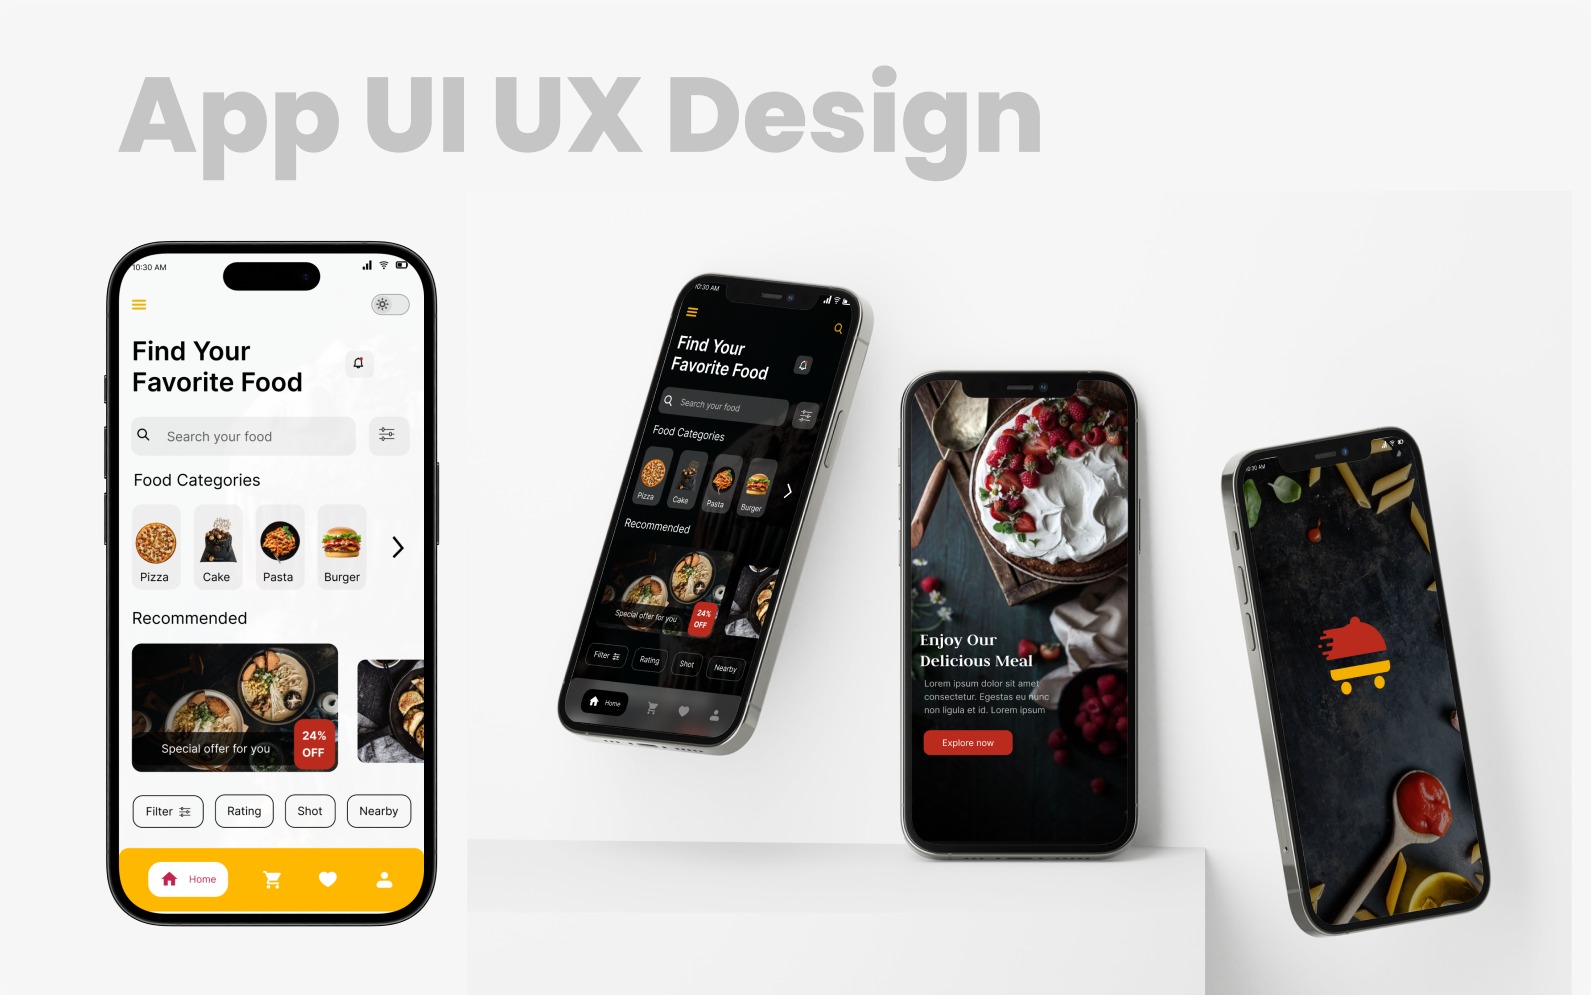 App UI UX Design
10:30 AM
Find Your
Favorite Food
Search your food
Food Categories
Pizza Cake Pasta Burger
Recommended
Special offer for you
24%
OFF
Filter Rating Shot Nearby
Home
10:30 AM
Find Your
Favorite Food
Search your food
Food Categories
Pizza Cake Pasta Burger
Recommended
Special offer for you
24%
OFF
Filter Rating Shot Nearby
Home
Enjoy Our
Delicious Meal
Lorem ipsum dolor sit amet
consectetur. Egestas eu nunc
non ligula et id. Lorem ipsum
Explore now
10:30 AM